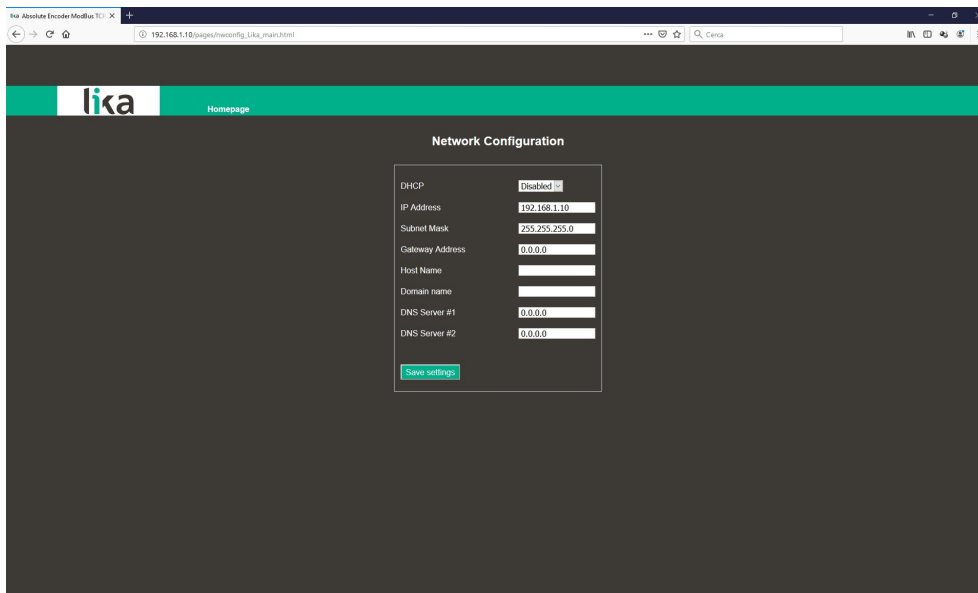 lika Absolute Encoder ModBus TCP
192.168.1.10/pages/nwconfig_Lika_main.html
Cerca
lika
Homepage
Network Configuration
DHCP Disabled
IP Address 192.168.1.10
Subnet Mask 255.255.255.0
Gateway Address 0.0.0.0
Host Name
Domain name
DNS Server #1 0.0.0.0
DNS Server #2 0.0.0.0
Save settings